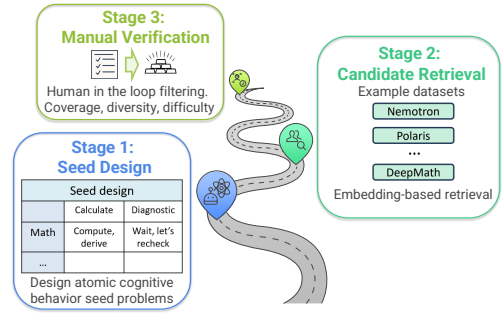 Stage 3:
Manual Verification
Human in the loop filtering.
Coverage, diversity, difficulty
Stage 2:
Candidate Retrieval
Example datasets
Nemotron
Polaris
...
DeepMath
Embedding-based retrieval
Stage 1:
Seed Design
Seed design
Calculate Diagnostic
Math Compute, derive Wait, let's recheck
...
Design atomic cognitive
behavior seed problems